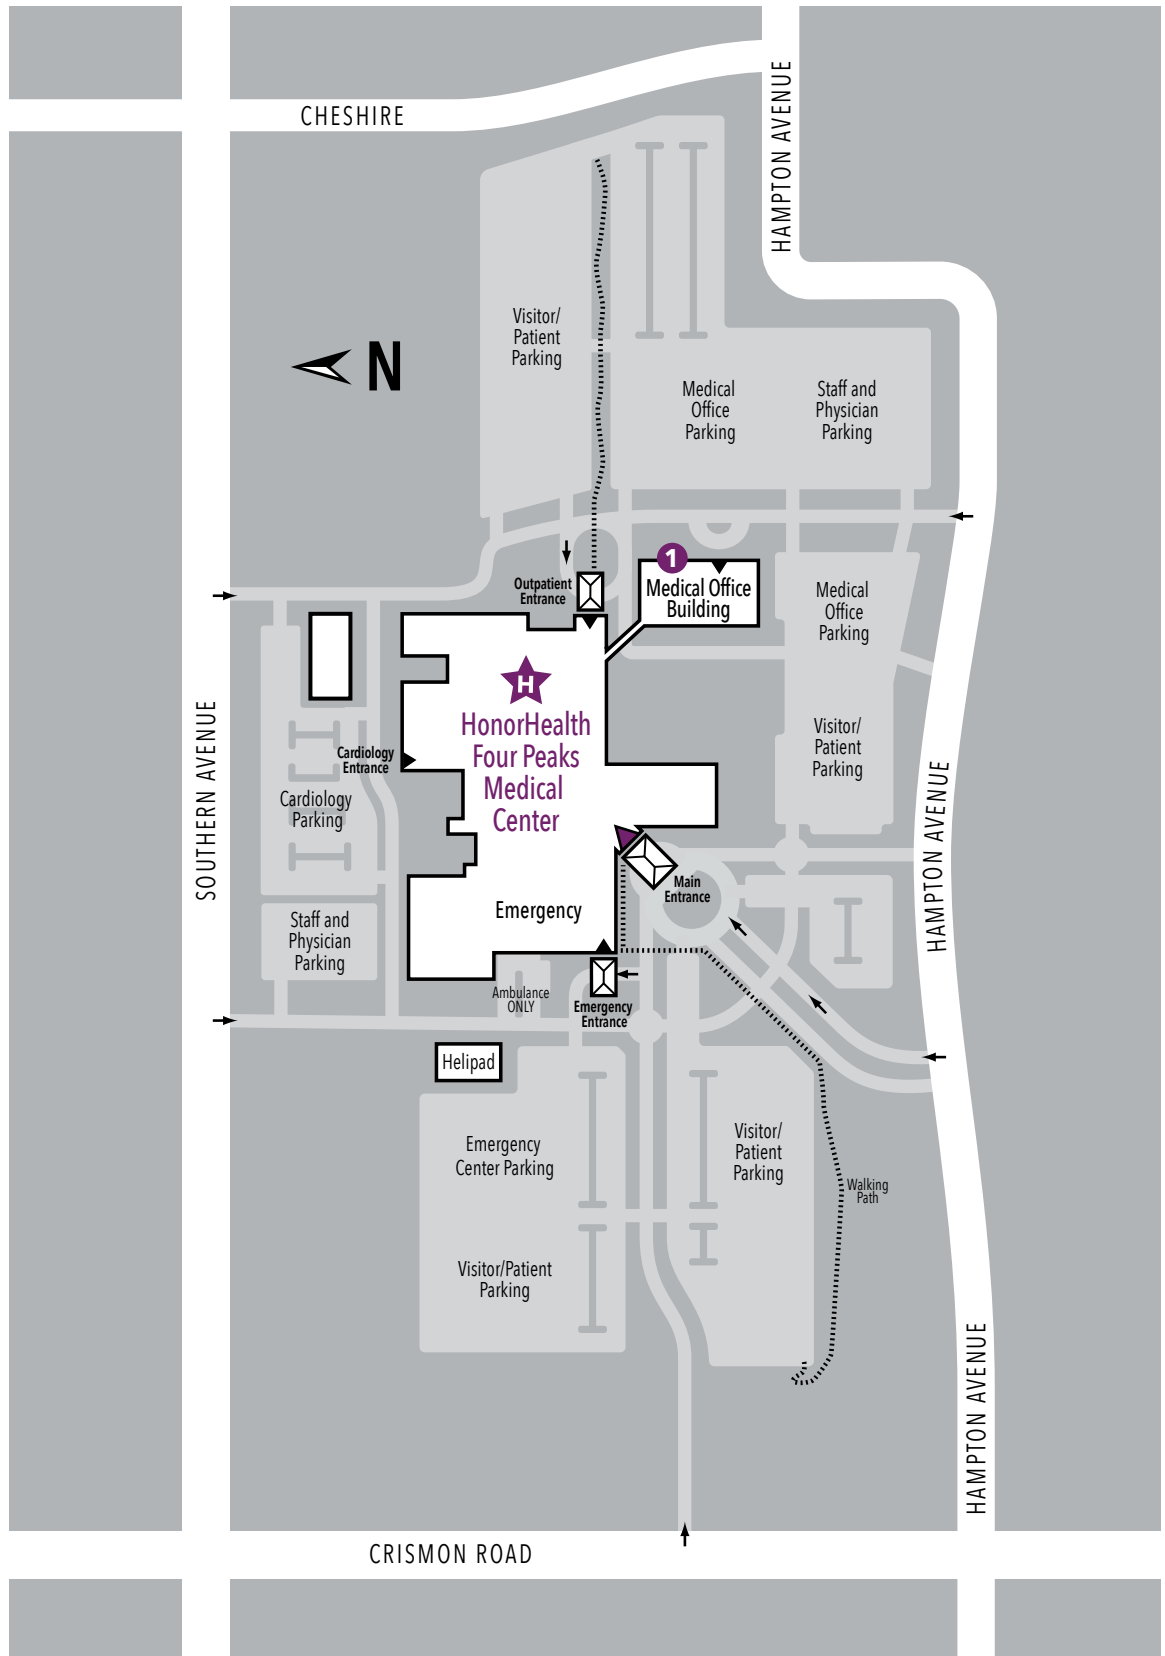 CHESHIRE
HAMPTON AVENUE
Visitor/
Patient
Parking
N
Medical
Office
Parking
Staff and
Physician
Parking
Outpatient
Entrance
1
Medical Office
Building
Medical
Office
Parking
H
HonorHealth
Four Peaks
Medical
Center
SOUTHERN AVENUE
Cardiology
Entrance
Cardiology
Parking
Visitor/
Patient
Parking
HAMPTON AVENUE
Main
Entrance
Emergency
Staff and
Physician
Parking
Ambulance
ONLY
Emergency
Entrance
Helipad
Emergency
Center Parking
Visitor/
Patient
Parking
Walking
Path
Visitor/Patient
Parking
HAMPTON AVENUE
CRISMON ROAD